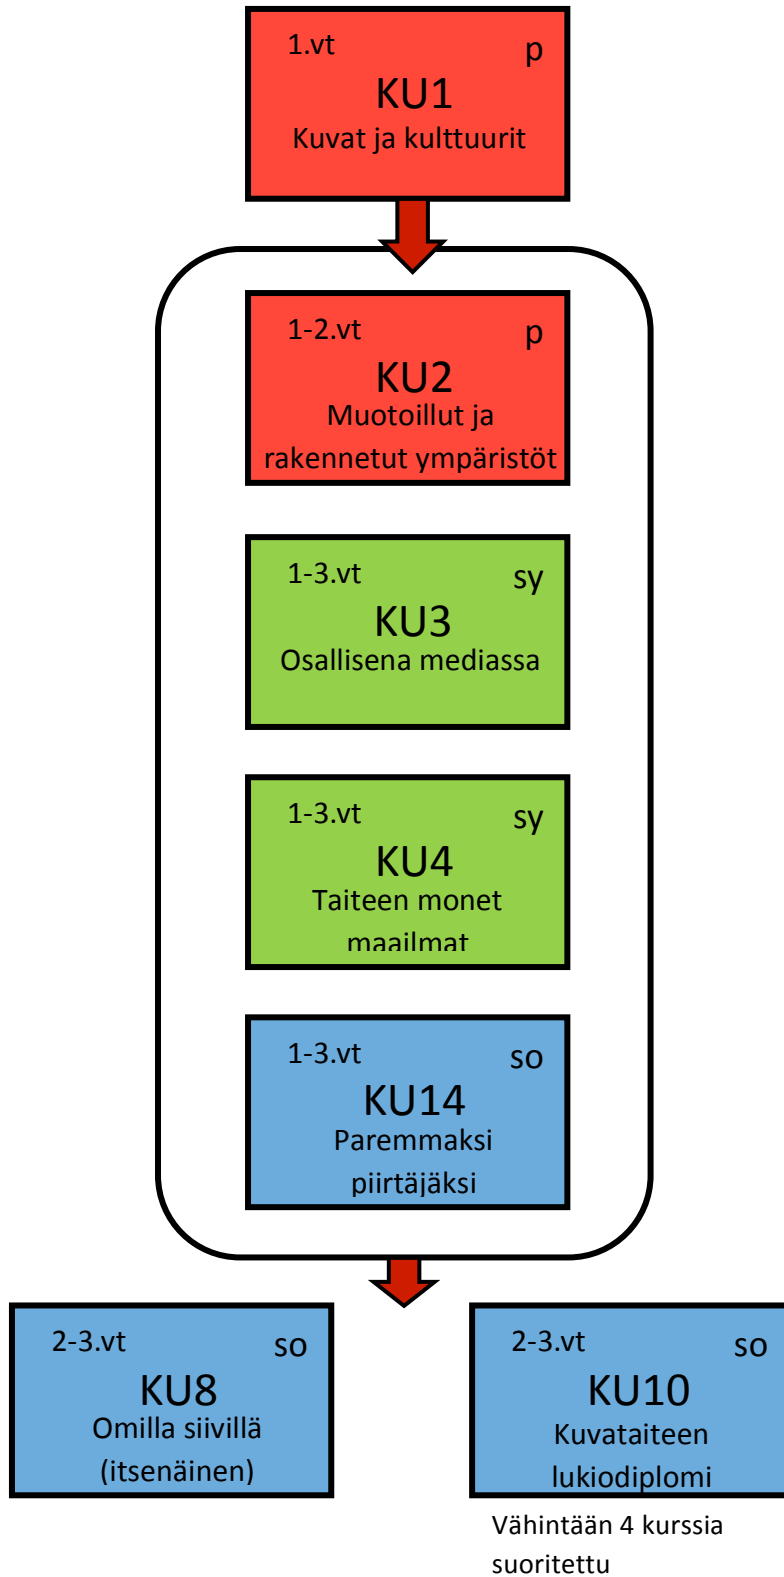 1.vt p
KU1
Kuvat ja kulttuurit
1-2.vt p
KU2
Muotoillut ja
rakennetut ympäristöt
1-3.vt sy
KU3
Osallisena mediassa
1-3.vt sy
KU4
Taiteen monet
maailmat
1-3.vt so
KU14
Paremmaksi
piirtäjäksi
2-3.vt so
KU8
Omilla siivillä
(itsenäinen)
2-3.vt so
KU10
Kuvataiteen
lukiodiplomi
Vähintään 4 kurssia
suoritettu